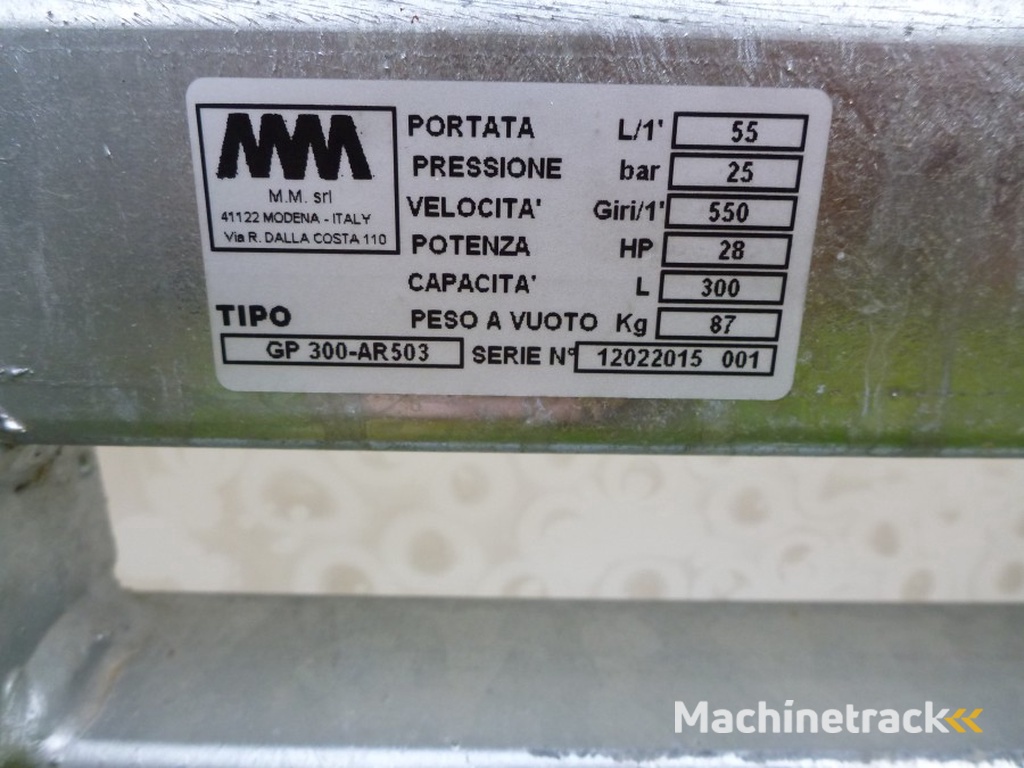 MM
M.M. srl
41122 MODENA - ITALY
Via R. DALLA COSTA 110
PORTATA L/1' 55
PRESSIONE bar 25
VELOCITA' Giri/1' 550
POTENZA HP 28
CAPACITA' L 300
PESO A VUOTO Kg 87
TIPO
GP 300-AR503
SERIE N° 12022015 001
Machinetrack